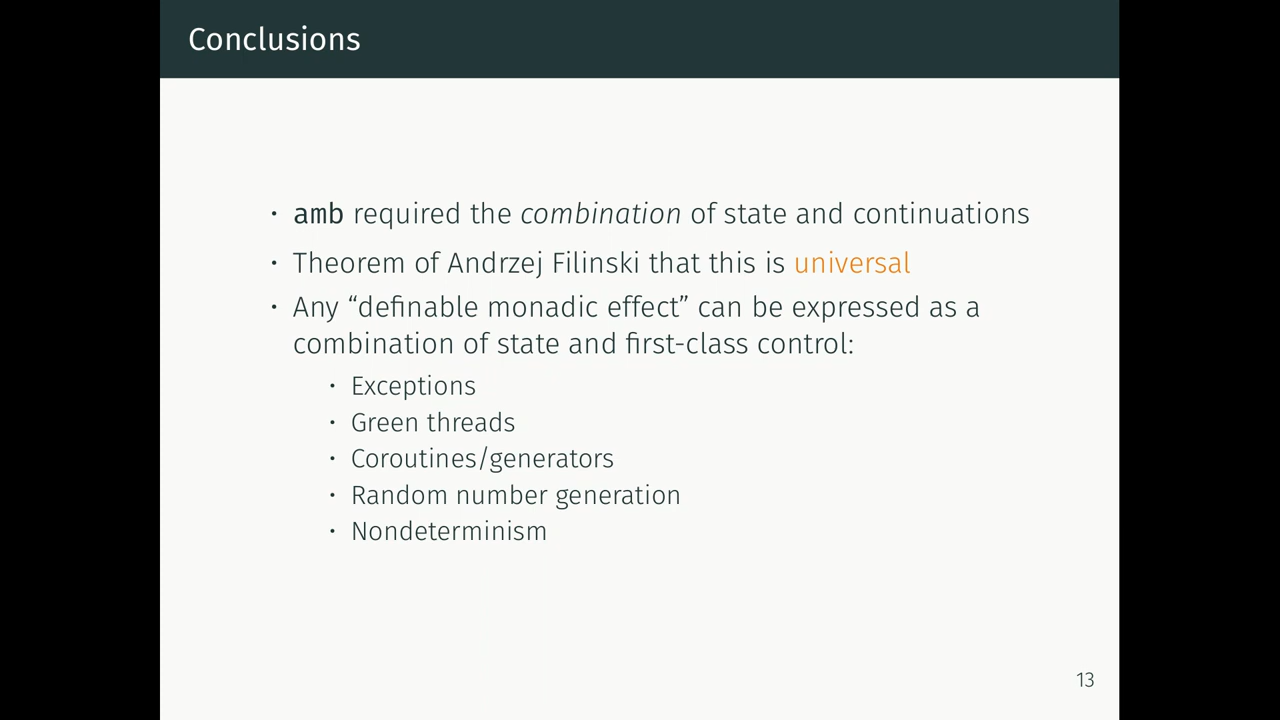 Conclusions
• amb required the combination of state and continuations
• Theorem of Andrzej Filinski that this is universal
• Any “definable monadic effect” can be expressed as a
combination of state and first-class control:
• Exceptions
• Green threads
• Coroutines/generators
• Random number generation
• Nondeterminism
13